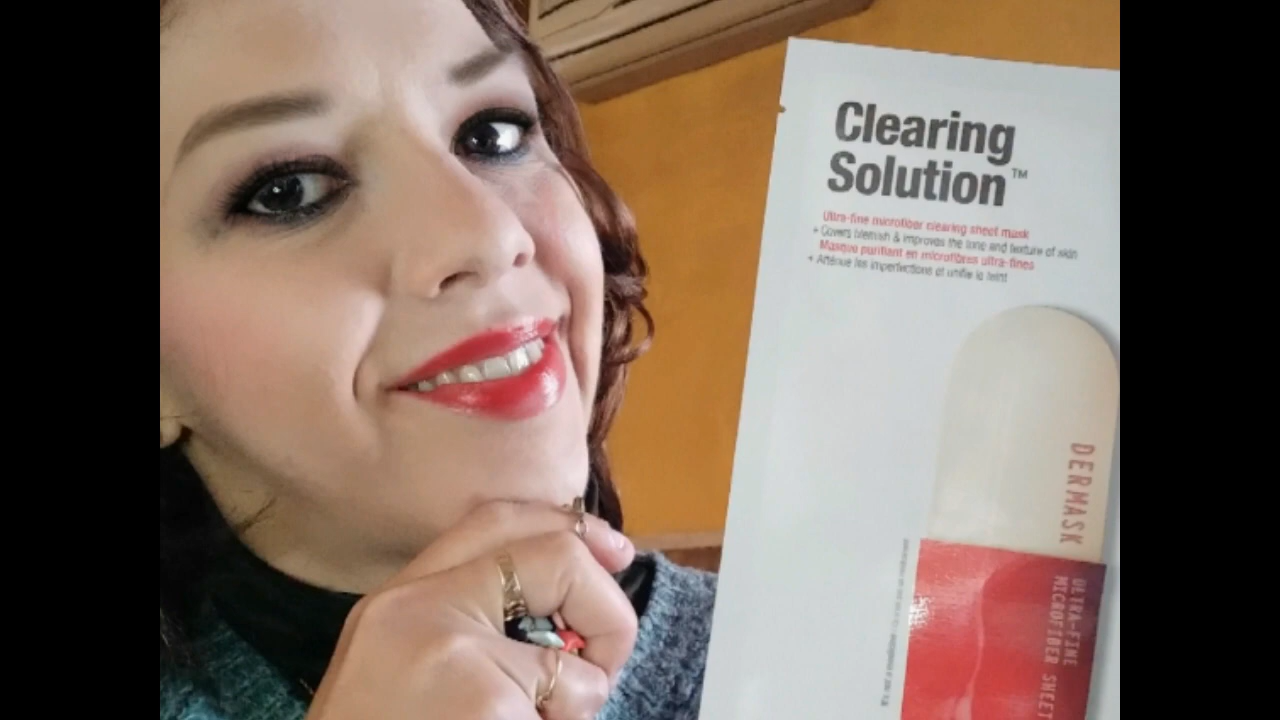 Clearing
Solution™
Ultra-fine microfiber clearing sheet mask
+ Covers blemish & improves the tone and texture of skin
Masque purifiant en microfibres ultra-fines
+ Atténue les imperfections et unifie le teint
DERMASK
ULTRA-FINE
MICROFIBER SHEET